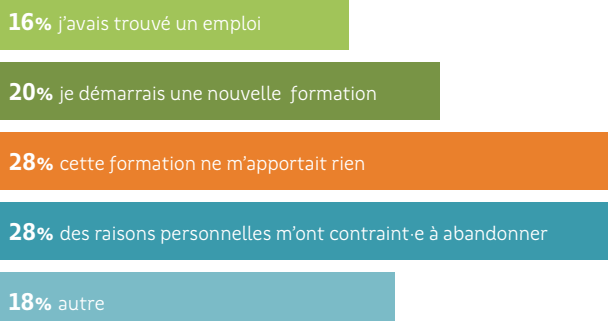 16% j'avais trouvé un emploi
20% je démarrais une nouvelle formation
28% cette formation ne m'apportait rien
28% des raisons personnelles m'ont contraint·e à abandonner
18% autre